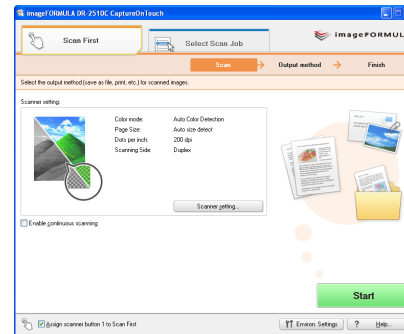 imageFORMULA DR-2510C CaptureOnTouch
Scan First
Select Scan Job
imageFORMUL
Scan
Output method
Finish
Select the output method (save as file, print, etc.) for scanned images.
Scanner setting:
Color mode: Auto Color Detection
Page Size: Auto size detect
Dots per inch: 200 dpi
Scanning Side: Duplex
Scanner setting...
Enable continuous scanning
Start
Assign scanner button 1 to Scan First
Environ. Settings
? Help...